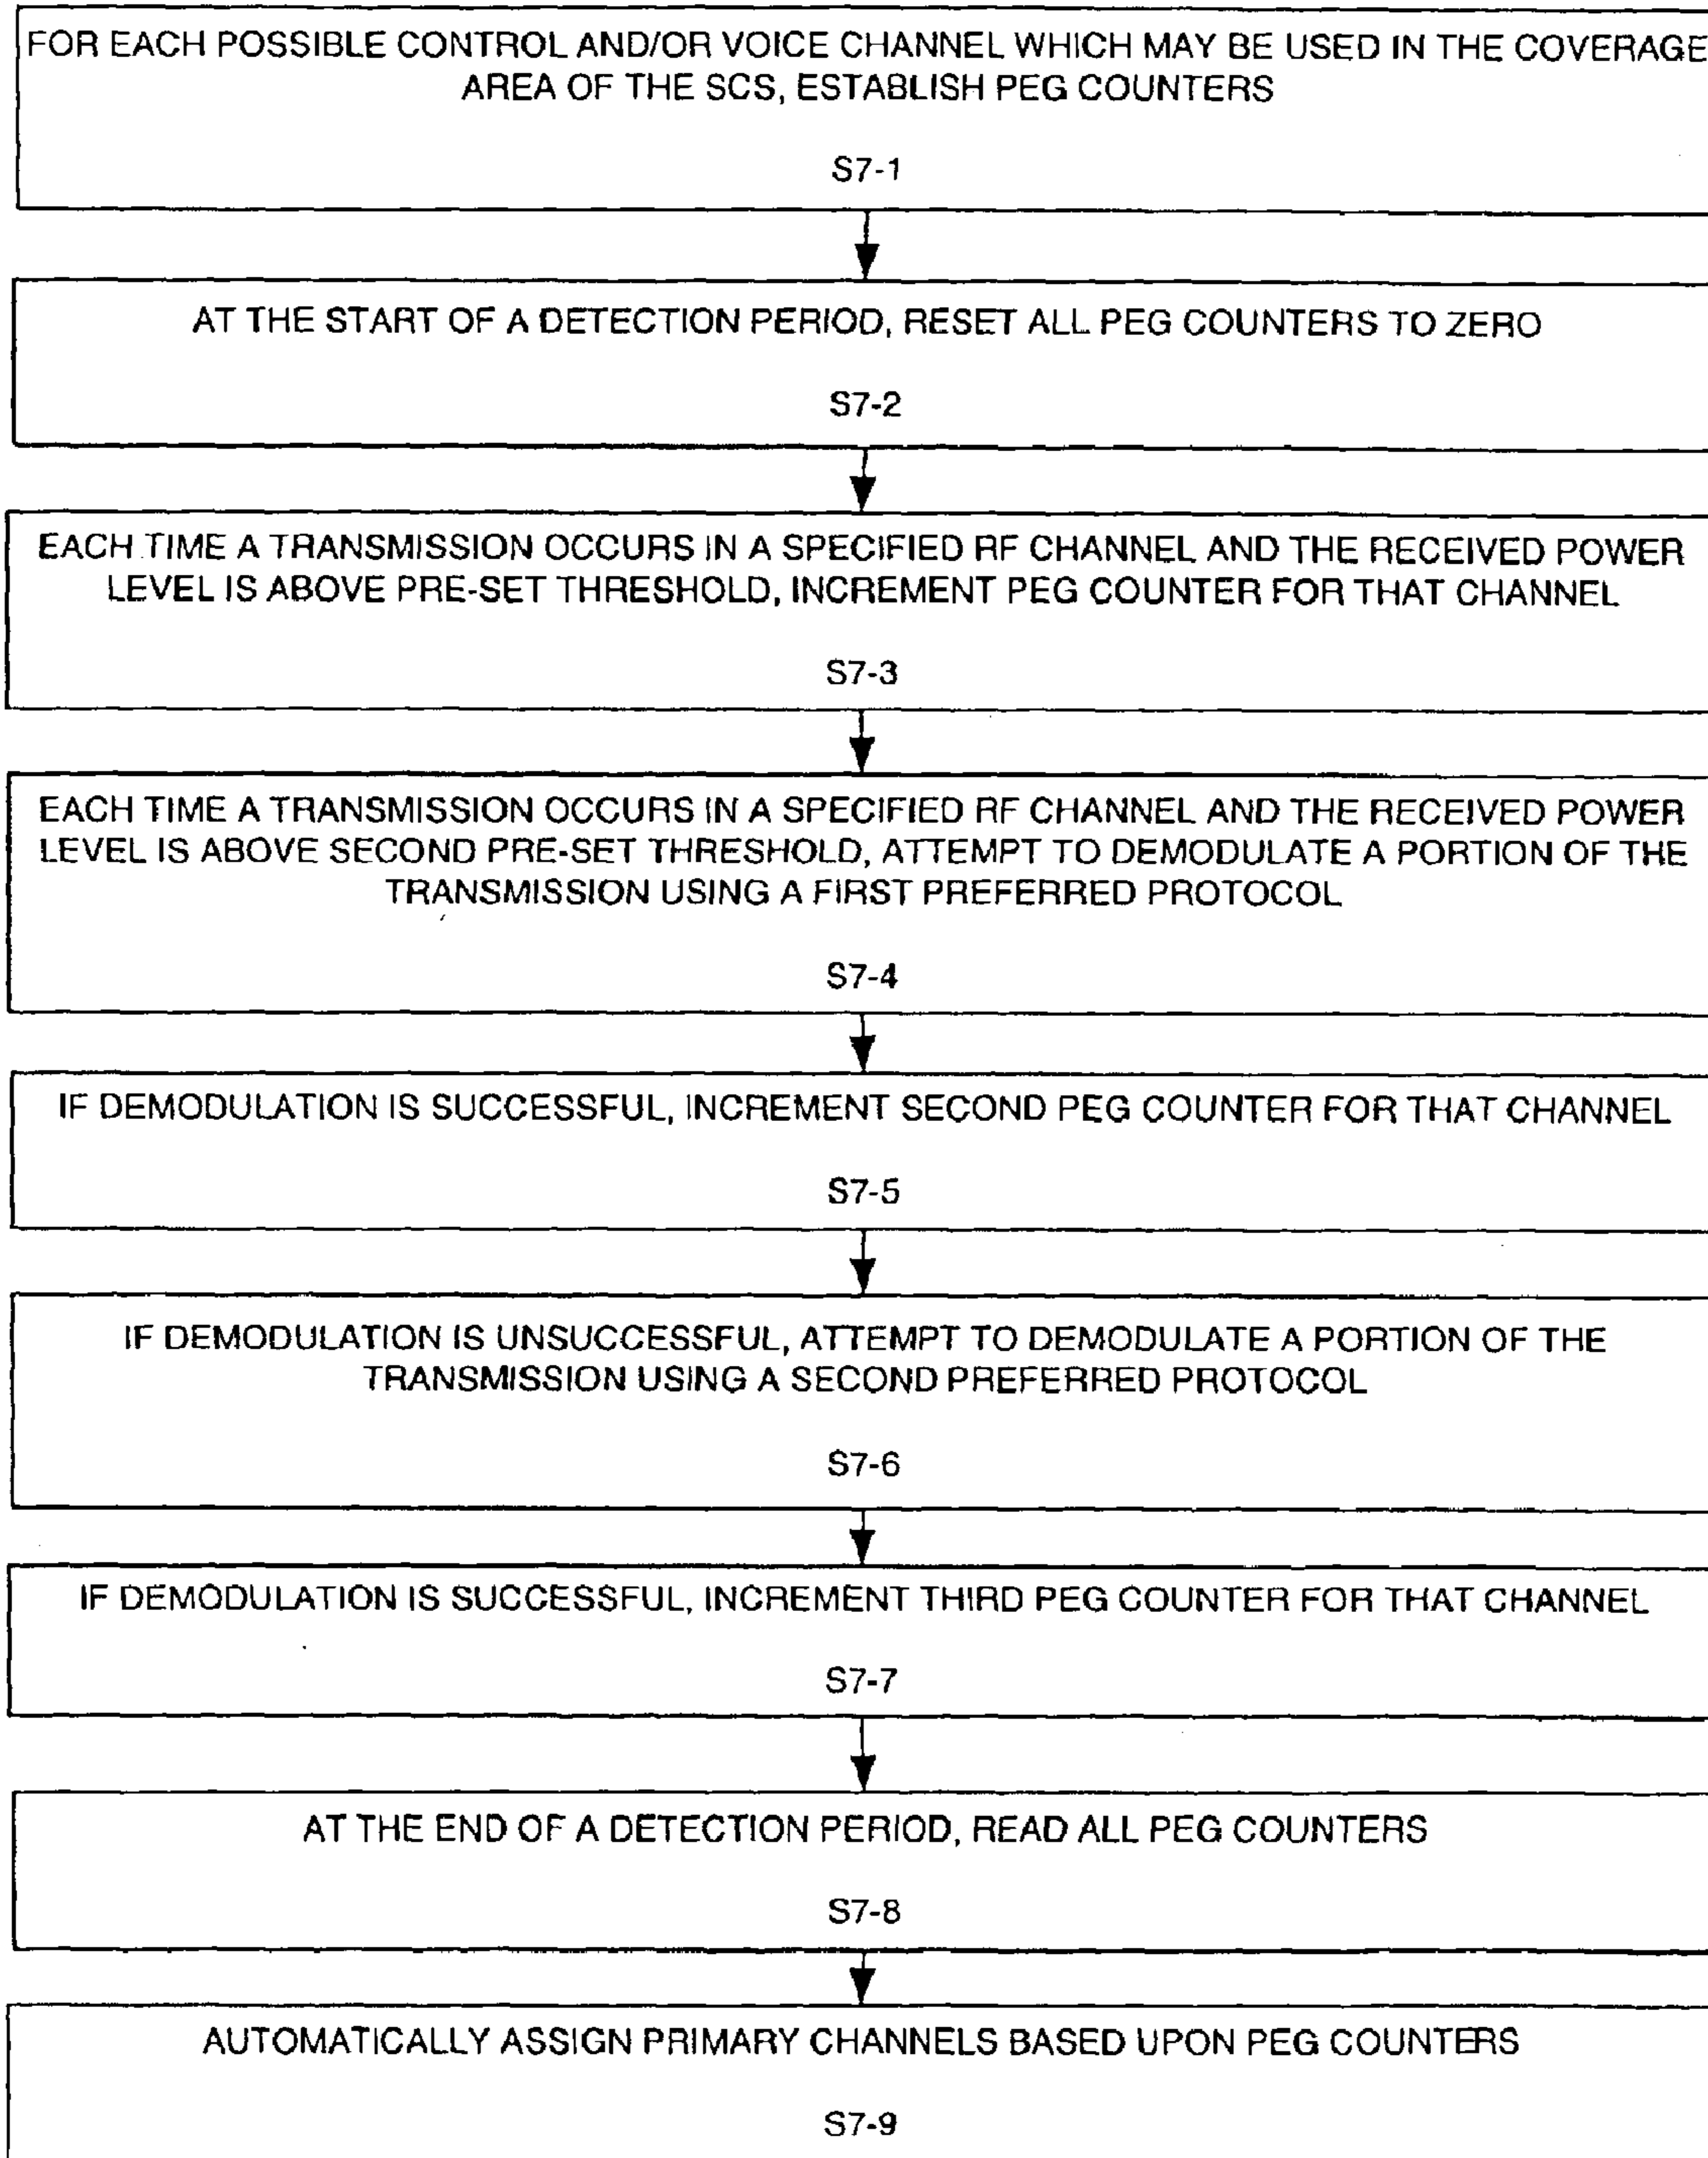 FOR EACH POSSIBLE CONTROL AND/OR VOICE CHANNEL WHICH MAY BE USED IN THE COVERAGE
AREA OF THE SCS, ESTABLISH PEG COUNTERS
S7-1
AT THE START OF A DETECTION PERIOD, RESET ALL PEG COUNTERS TO ZERO
S7-2
EACH TIME A TRANSMISSION OCCURS IN A SPECIFIED RF CHANNEL AND THE RECEIVED POWER
LEVEL IS ABOVE PRE-SET THRESHOLD, INCREMENT PEG COUNTER FOR THAT CHANNEL
S7-3
EACH TIME A TRANSMISSION OCCURS IN A SPECIFIED RF CHANNEL AND THE RECEIVED POWER
LEVEL IS ABOVE SECOND PRE-SET THRESHOLD, ATTEMPT TO DEMODULATE A PORTION OF THE
TRANSMISSION USING A FIRST PREFERRED PROTOCOL
S7-4
IF DEMODULATION IS SUCCESSFUL, INCREMENT SECOND PEG COUNTER FOR THAT CHANNEL
S7-5
IF DEMODULATION IS UNSUCCESSFUL, ATTEMPT TO DEMODULATE A PORTION OF THE
TRANSMISSION USING A SECOND PREFERRED PROTOCOL
S7-6
IF DEMODULATION IS SUCCESSFUL, INCREMENT THIRD PEG COUNTER FOR THAT CHANNEL
S7-7
AT THE END OF A DETECTION PERIOD, READ ALL PEG COUNTERS
S7-8
AUTOMATICALLY ASSIGN PRIMARY CHANNELS BASED UPON PEG COUNTERS
S7-9